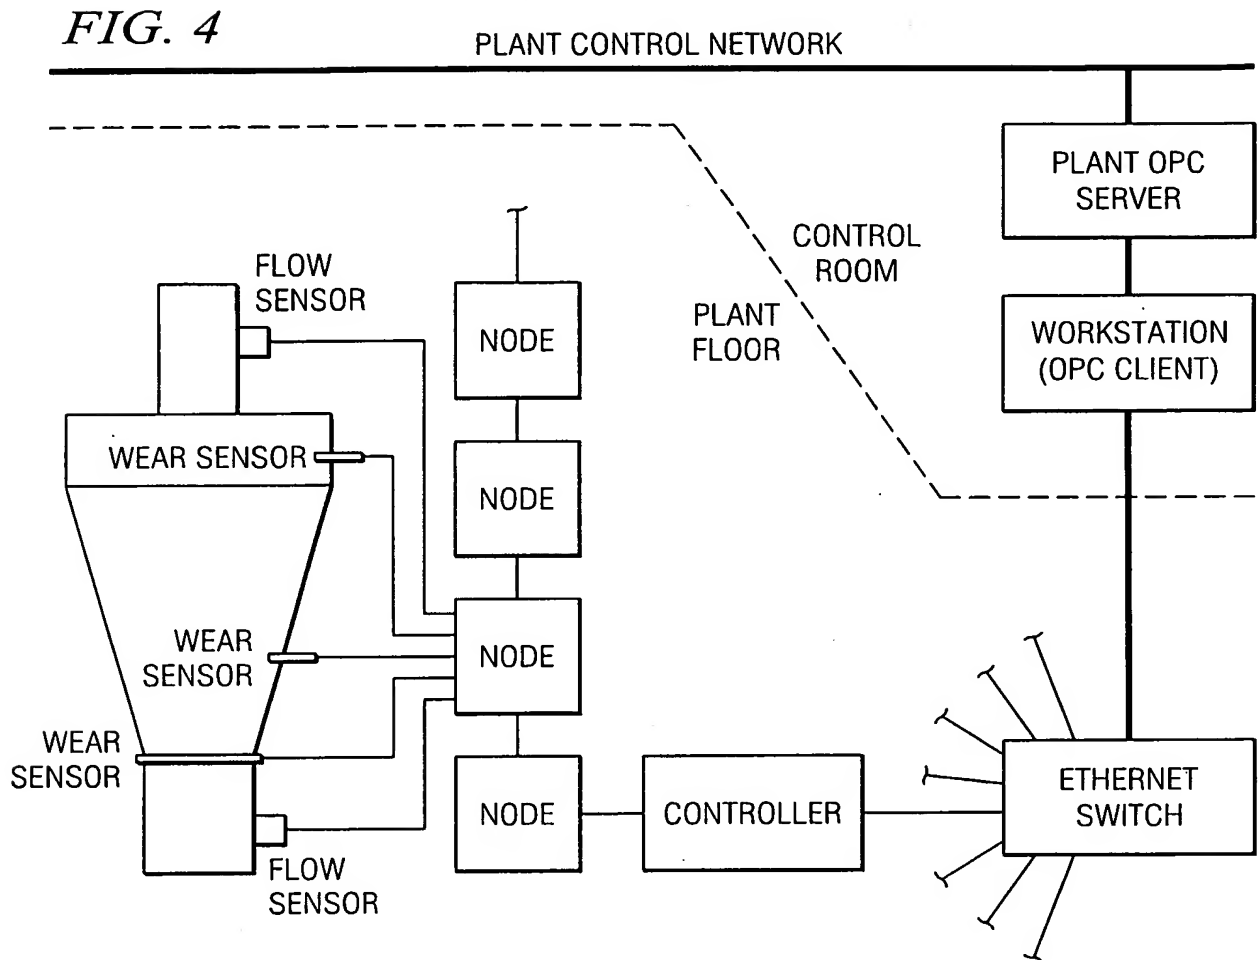 FIG. 4
PLANT CONTROL NETWORK
PLANT OPC
SERVER
CONTROL
ROOM
FLOW
SENSOR
PLANT
FLOOR
NODE
WORKSTATION
(OPC CLIENT)
WEAR SENSOR
NODE
WEAR
SENSOR
NODE
WEAR
SENSOR
NODE
CONTROLLER
ETHERNET
SWITCH
FLOW
SENSOR